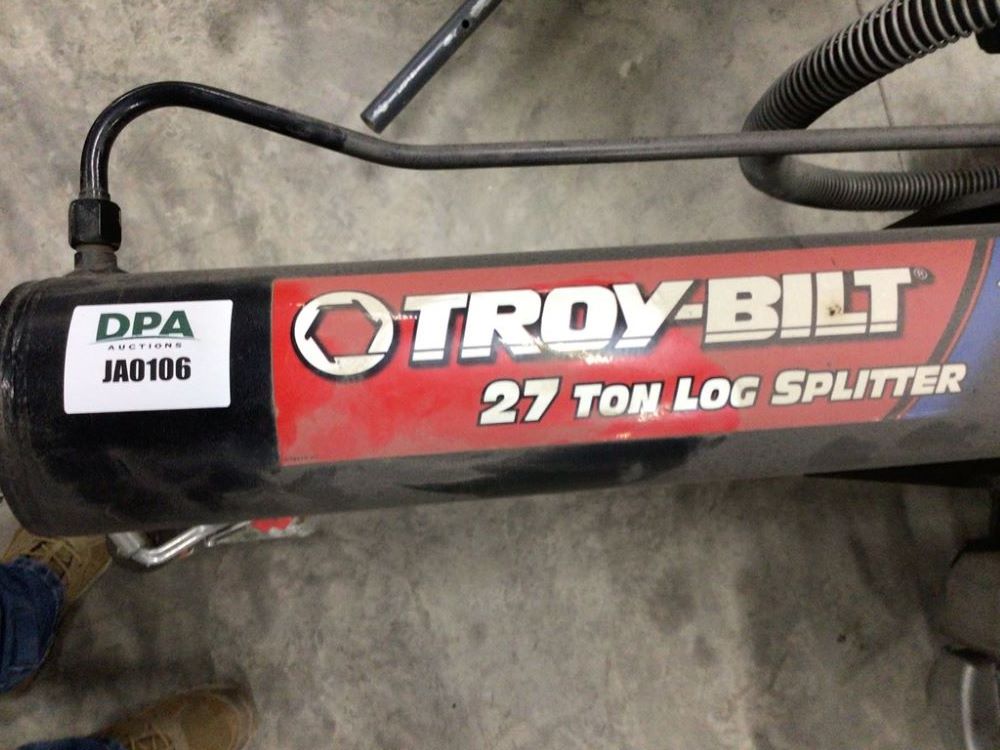 DPA
AUCTIONS
JA0106
TROY-BILT®
27 TON LOG SPLITTER